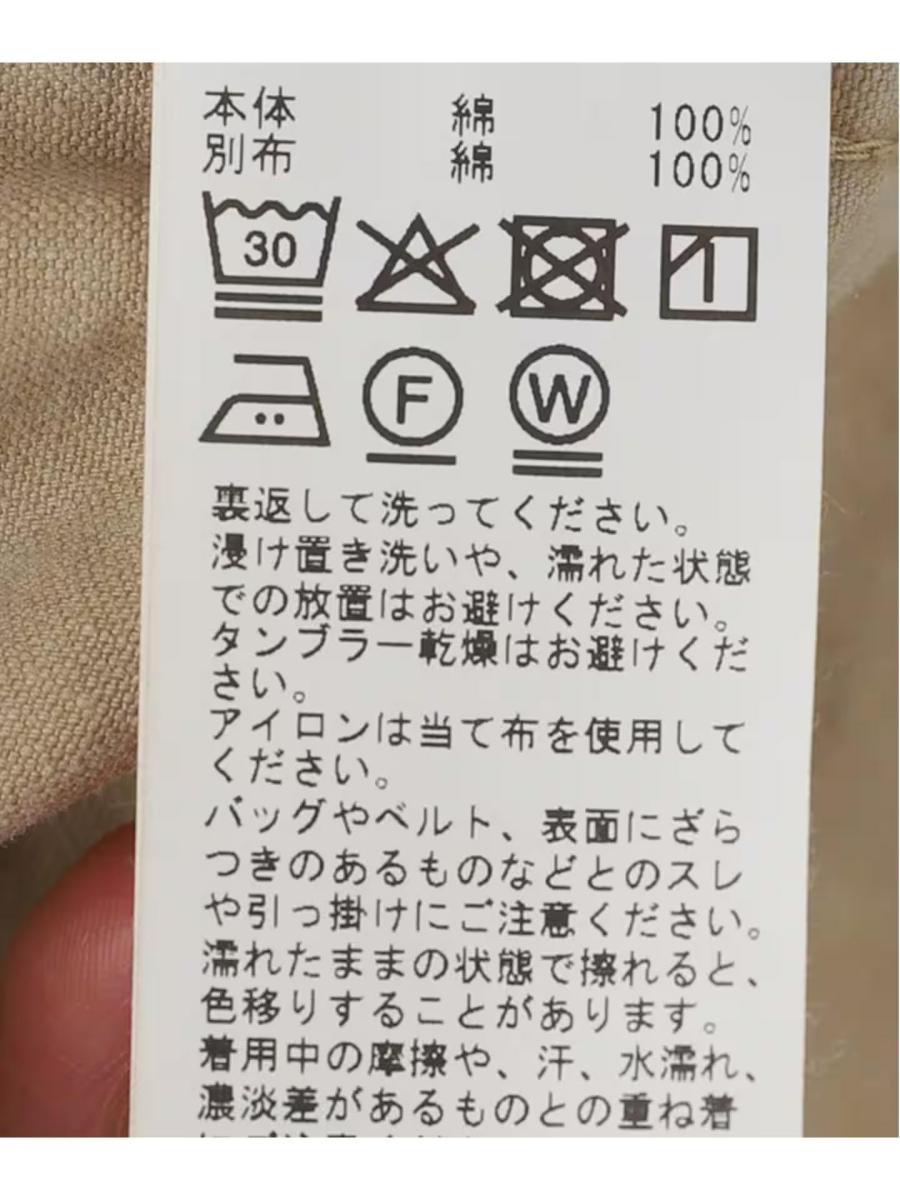 本体 綿 100%
別布 綿 100%
30
F W
裏返して洗ってください。
浸け置き洗いや、濡れた状態
での放置はお避けください。
タンブラー乾燥はお避けくだ
さい。
アイロンは当て布を使用して
ください。
バッグやベルト、表面にざら
つきのあるものなどとのスレ
や引っ掛けにご注意ください。
濡れたままの状態で擦れると、
色移りすることがあります。
着用中の摩擦や、汗、水濡れ、
濃淡差があるものとの重ね着